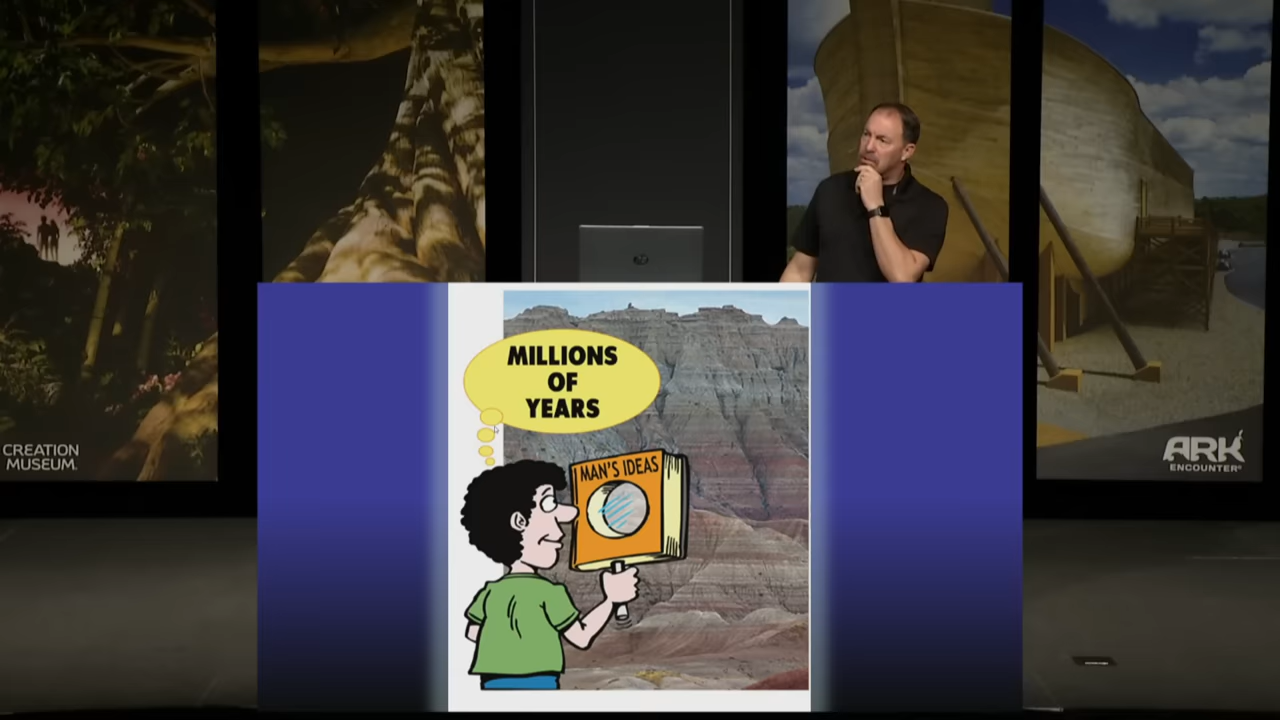 MILLIONS
OF
YEARS
MAN'S IDEAS
CREATION
MUSEUM
ARK
ENCOUNTER